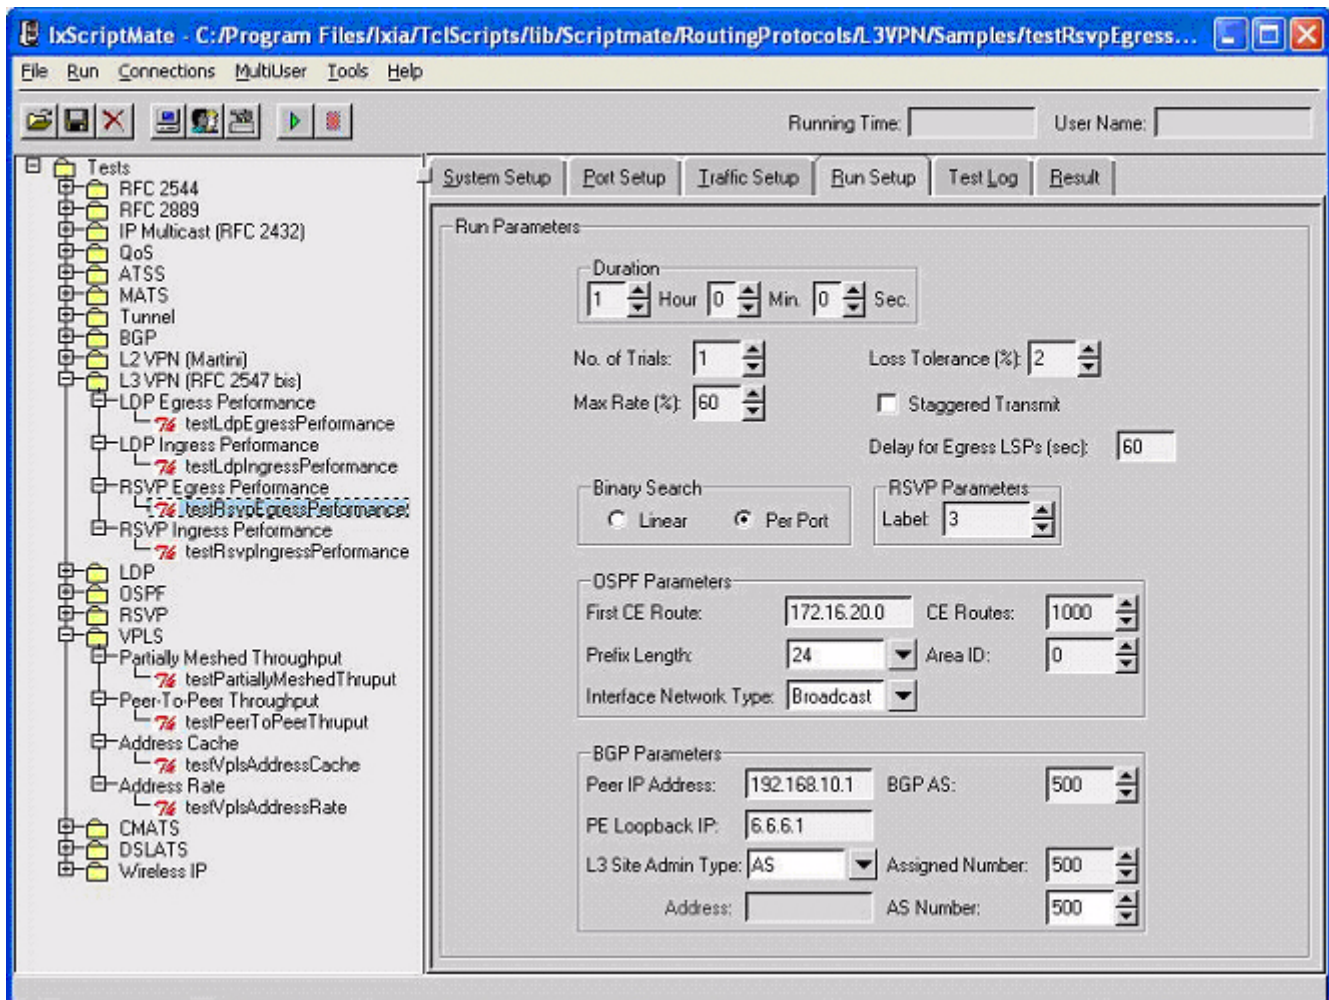 IxScriptMate - C:/Program Files/Ixia/TclScripts/lib/Scriptmate/RoutingProtocols/L3VPN/Samples/testRsvpEgress...
File Run Connections MultiUser Tools Help
Running Time: User Name:
Tests
RFC 2544
RFC 2889
IP Multicast (RFC 2432)
QoS
ATSS
MATS
Tunnel
BGP
L2 VPN (Martini)
L3 VPN (RFC 2547 bis)
LDP Egress Performance
testLdpEgressPerformance
LDP Ingress Performance
testLdpIngressPerformance
RSVP Egress Performance
testRsvpEgressPerformance
RSVP Ingress Performance
testRsvpIngressPerformance
LDP
OSPF
RSVP
VPLS
Partially Meshed Throughput
testPartiallyMeshedThruput
Peer-To-Peer Throughput
testPeerToPeerThruput
Address Cache
testVplsAddressCache
Address Rate
testVplsAddressRate
CMATS
DSLATS
Wireless IP
System Setup Port Setup Traffic Setup Run Setup Test Log Result
Run Parameters
Duration
1 Hour 0 Min. 0 Sec.
No. of Trials: 1 Loss Tolerance (%): 2
Max Rate (%): 60 Staggered Transmit
Delay for Egress LSPs (sec): 60
Binary Search
Linear Per Port
RSVP Parameters
Label: 3
OSPF Parameters
First CE Route: 172.16.20.0 CE Routes: 1000
Prefix Length: 24 Area ID: 0
Interface Network Type: Broadcast
BGP Parameters
Peer IP Address: 192.168.10.1 BGP AS: 500
PE Loopback IP: 6.6.6.1
L3 Site Admin Type: AS Assigned Number: 500
Address: AS Number: 500